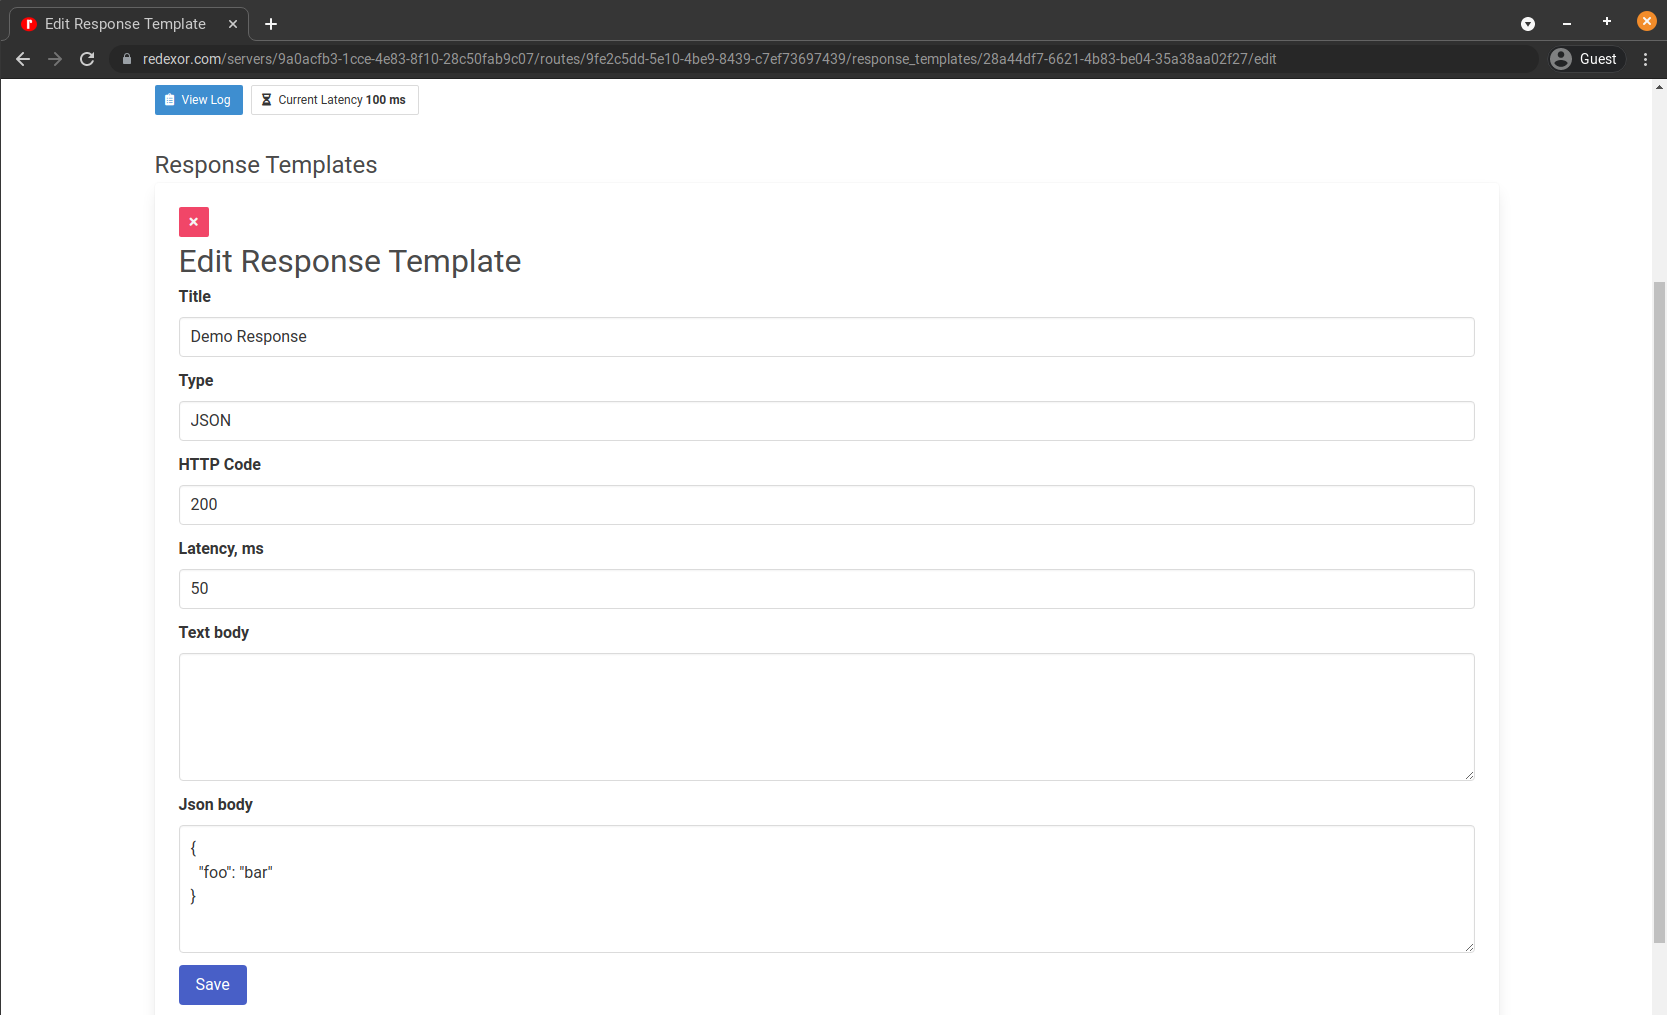 Edit Response Template
redexor.com/servers/9a0acfb3-1cce-4e83-8f10-28c50fab9c07/routes/9fe2c5dd-5e10-4be9-8439-c7ef73697439/response_templates/28a44df7-6621-4b83-be04-35a38aa02f27/edit
Guest
View Log
Current Latency 100 ms
Response Templates
Edit Response Template
Title
Demo Response
Type
JSON
HTTP Code
200
Latency, ms
50
Text body
Json body
{
"foo": "bar"
}
Save